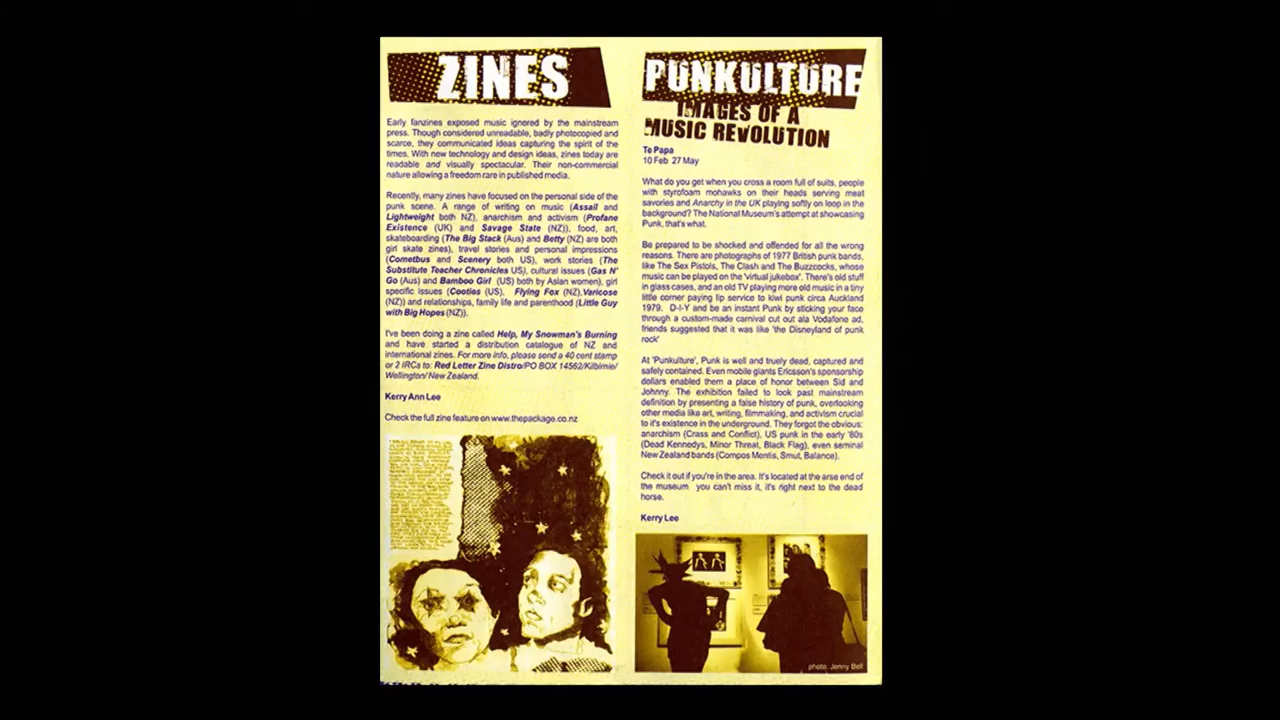 ZINES
Early fanzines exposed music ignored by the mainstream
press. Though considered unreadable, badly photocopied and
scarce, they communicated ideas capturing the spirit of the
times. With new technology and design ideas, zines today are
readable and visually spectacular. Their non-commercial
nature allowing a freedom rare in published media.
Recently, many zines have focused on the personal side of the
punk scene. A range of writing on music (Assail and
Lightweight both NZ), anarchism and activism (Profane
Existence (UK) and Savage State (NZ)), food, art,
skateboarding (The Big Stack (Aus) and Betty (NZ) are both
girl skate zines), travel stories and personal impressions
(Cometbus and Scenery both US), work stories (The
Substitute Teacher Chronicles US), cultural issues (Gas N'
Go (Aus) and Bamboo Girl (US) both by Asian women), girl
specific issues (Cooties (US), Flying Fox (NZ),Varicose
(NZ)) and relationships, family life and parenthood (Little Guy
with Big Hopes (NZ)).
I've been doing a zine called Help, My Snowman's Burning
and have started a distribution catalogue of NZ and
international zines. For more info, please send a 40 cent stamp
or 2 IRCs to: Red Letter Zine Distro/PO BOX 14562/Kilbirnie/
Wellington/ New Zealand.
Kerry Ann Lee
Check the full zine feature on www.thepackage.co.nz
PUNKULTURE
IMAGES OF A
MUSIC REVOLUTION
Te Papa
10 Feb 27 May
What do you get when you cross a room full of suits, people
with styrofoam mohawks on their heads serving meat
savories and Anarchy in the UK playing softly on loop in the
background? The National Museum's attempt at showcasing
Punk, that's what.
Be prepared to be shocked and offended for all the wrong
reasons. There are photographs of 1977 British punk bands,
like The Sex Pistols, The Clash and The Buzzcocks, whose
music can be played on the 'virtual jukebox'. There's old stuff
in glass cases, and an old TV playing more old music in a tiny
little corner paying lip service to kiwi punk circa Auckland
1979. D-I-Y and be an instant Punk by sticking your face
through a custom-made carnival cut out ala Vodafone ad,
friends suggested that it was like 'the Disneyland of punk
rock'
At 'Punkulture', Punk is well and truely dead, captured and
safely contained. Even mobile giants Ericsson's sponsorship
dollars enabled them a place of honor between Sid and
Johnny. The exhibition failed to look past mainstream
definition by presenting a false history of punk, overlooking
other media like art, writing, filmmaking, and activism crucial
to it's existence in the underground. They forgot the obvious:
anarchism (Crass and Conflict), US punk in the early '80s
(Dead Kennedys, Minor Threat, Black Flag), even seminal
New Zealand bands (Compos Mentis, Smut, Balance).
Check it out if you're in the area. It's located at the arse end of
the museum you can't miss it, it's right next to the dead
horse.
Kerry Lee
photo: Jenny Bell